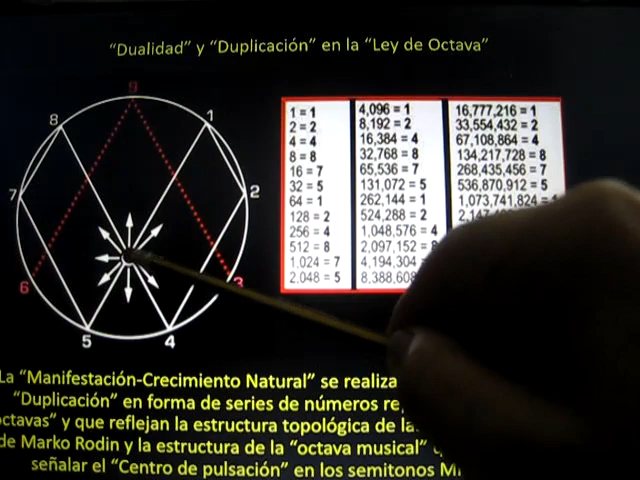 "Dualidad" y "Duplicación" en la "Ley de Octava"
9
8
1
7
2
6
3
5
4
1 = 1
2 = 2
4 = 4
8 = 8
16 = 7
32 = 5
64 = 1
128 = 2
256 = 4
512 = 8
1,024 = 7
2,048 = 5
4,096 = 1
8,192 = 2
16,384 = 4
32,768 = 8
65,536 = 7
131,072 = 5
262,144 = 1
524,288 = 2
1,048,576 = 4
2,097,152 = 8
4,194,304 =
8,388,608
16,777,216 = 1
33,554,432 = 2
67,108,864 = 4
134,217,728 = 8
268,435,456 = 7
536,870,912 = 5
1,073,741,824 = 1
La "Manifestación-Crecimiento Natural" se realiza
"Duplicación" en forma de series de números
octavas" y que reflejan la estructura topológica de
de Marko Rodin y la estructura de la "octava musical"
señalar el "Centro de pulsación" en los semitonos